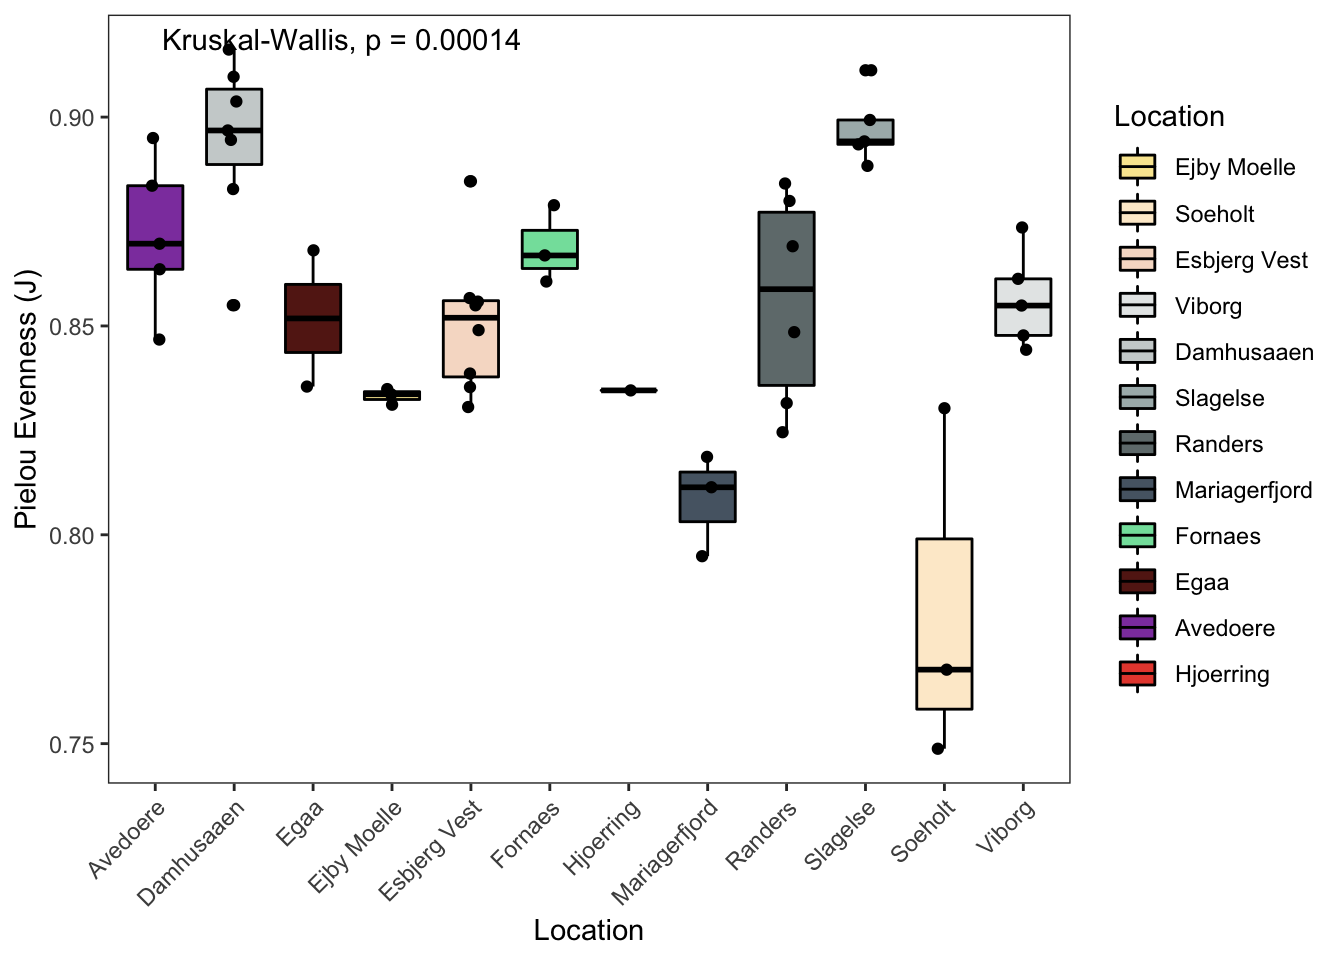 Kruskal-Wallis, p = 0.00014
Pielou Evenness (J)
0.90
0.85
0.80
0.75
Avedoere
Damhusaaen
Egaa
Ejby Moelle
Esbjerg Vest
Fornaes
Hjoerring
Mariagerfjord
Randers
Slagelse
Soeholt
Viborg
Location
Location
Ejby Moelle
Soeholt
Esbjerg Vest
Viborg
Damhusaaen
Slagelse
Randers
Mariagerfjord
Fornaes
Egaa
Avedoere
Hjoerring